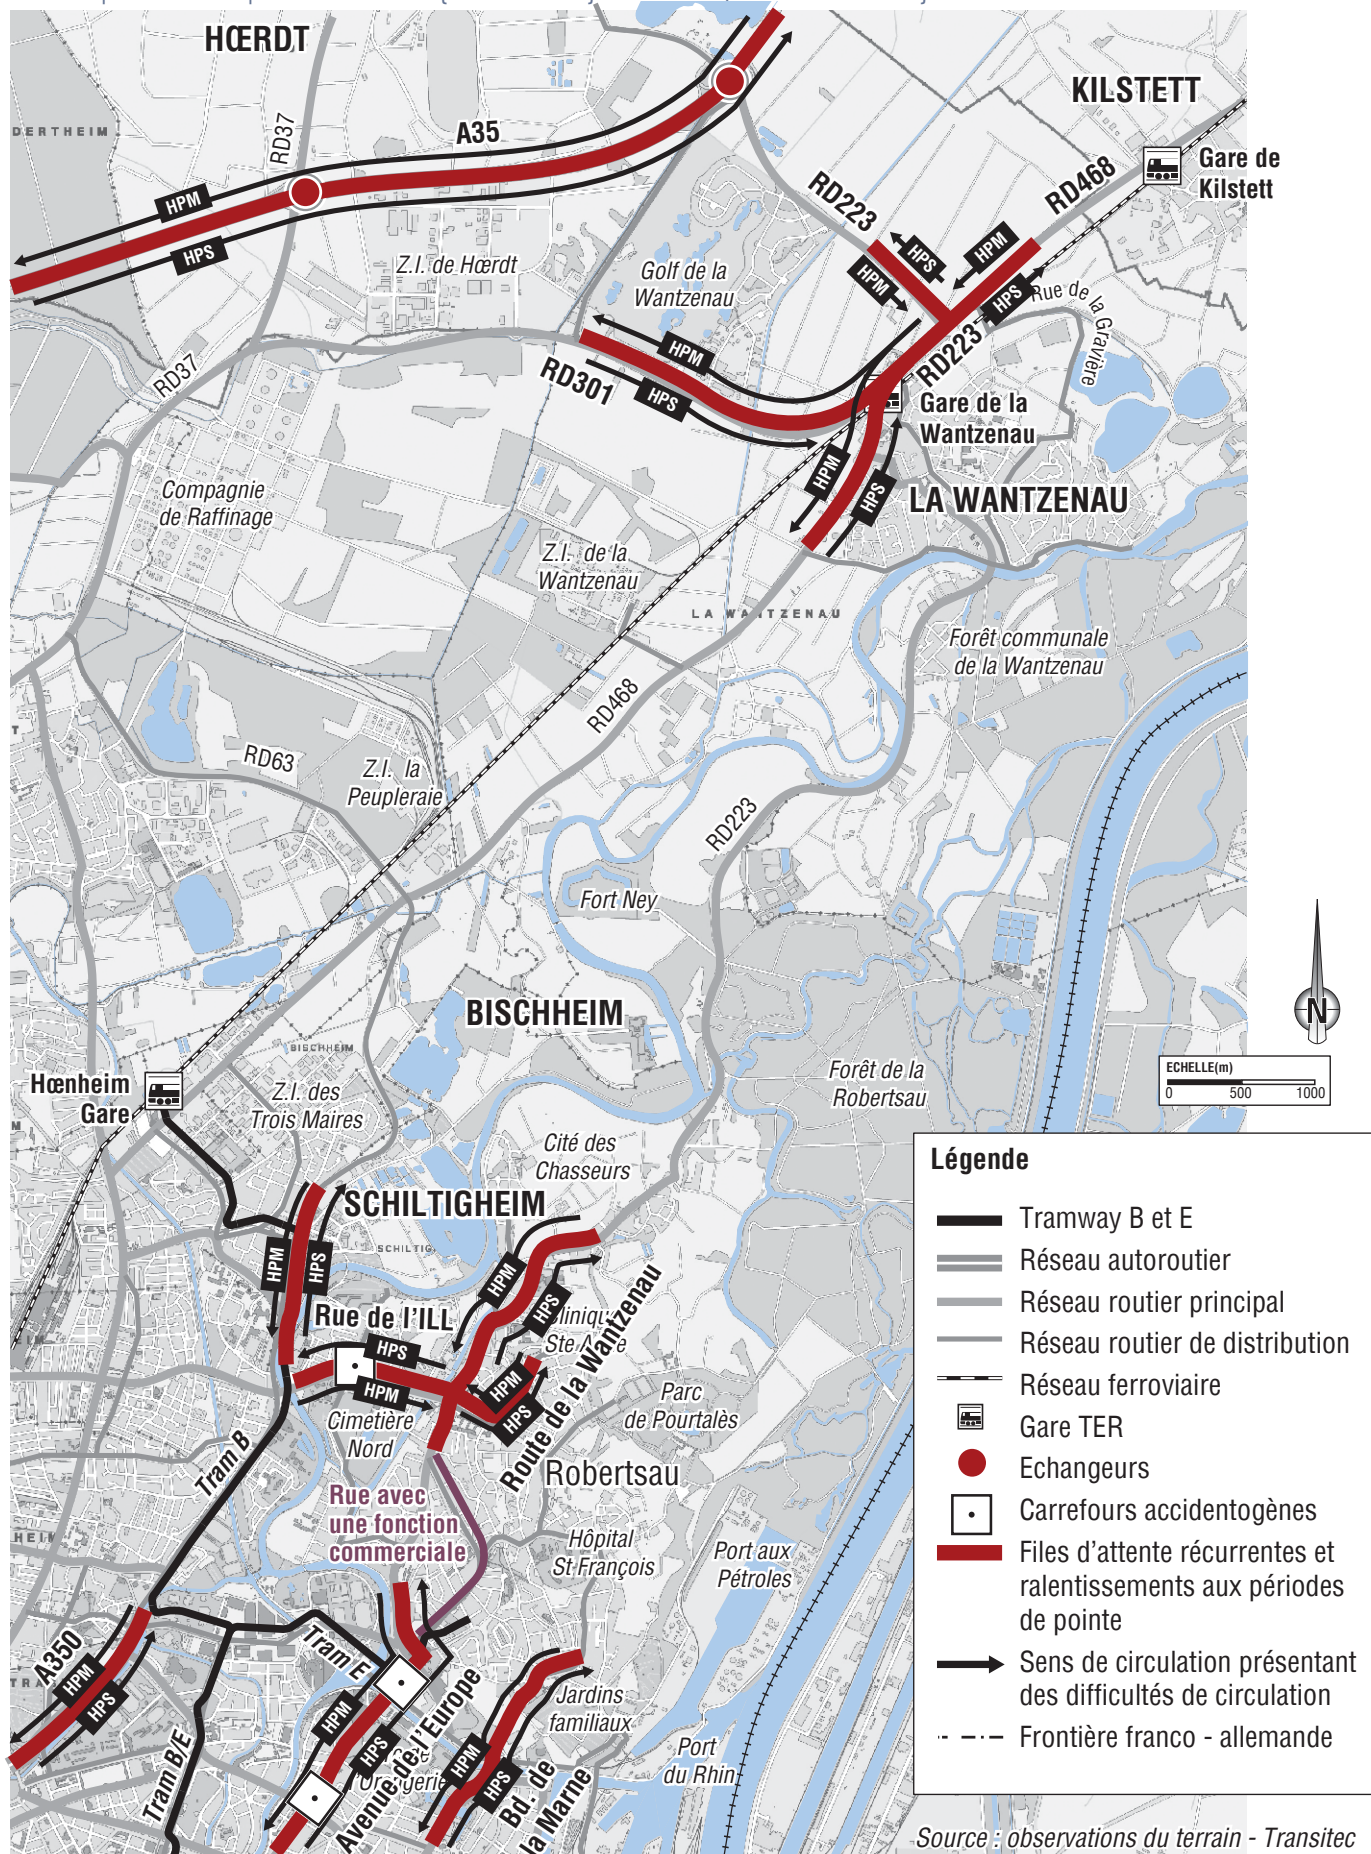 HŒRDT
KILSTETT
DERTHEIM
RD37
A35
Gare de
Kilstett
RD468
RD223
HPM
HPS
HPS
HPM
HPM
HPS
Z.I. de Hœrdt
Golf de la
Wantzenau
Rue de la Gravière
RD37
HPM
RD301
HPS
RD223
Gare de la
Wantzenau
HPM
HPS
LA WANTZENAU
Compagnie
de Raffinage
Z.I. de la
Wantzenau
LA WANTZENAU
Forêt communale
de la Wantzenau
RD468
RD63
Z.I. la
Peupleraie
RD223
Fort Ney
BISCHHEIM
BISCHHEIM
Hœnheim
Gare
Z.I. des
Trois Maires
Forêt de la
Robertsau
N
ECHELLE(m)
0 500 1000
Cité des
Chasseurs
SCHILTIGHEIM
SCHILTIG
HPM
HPS
HPM
HPS
Rue de l'ILL
HPS
HPM
HPM
HPS
Route de la Wantzenau
Cimetière
Nord
Parc
de Pourtalès
Tram B
Robertsau
Rue avec
une fonction
commerciale
HEIM
Hôpital
St François
Port aux
Pétroles
A350
HPM
HPS
Tram E
Tram B/E
HPM
HPS
Avenue de l'Europe
Jardins
familiaux
HPM
HPS
Bd. de
la Marne
Port
du Rhin
Légende
Tramway B et E
Réseau autoroutier
Réseau routier principal
Réseau routier de distribution
Réseau ferroviaire
Gare TER
Echangeurs
Carrefours accidentogènes
Files d'attente récurrentes et
ralentissements aux périodes
de pointe
Sens de circulation présentant
des difficultés de circulation
Frontière franco - allemande
Source : observations du terrain - Transitec